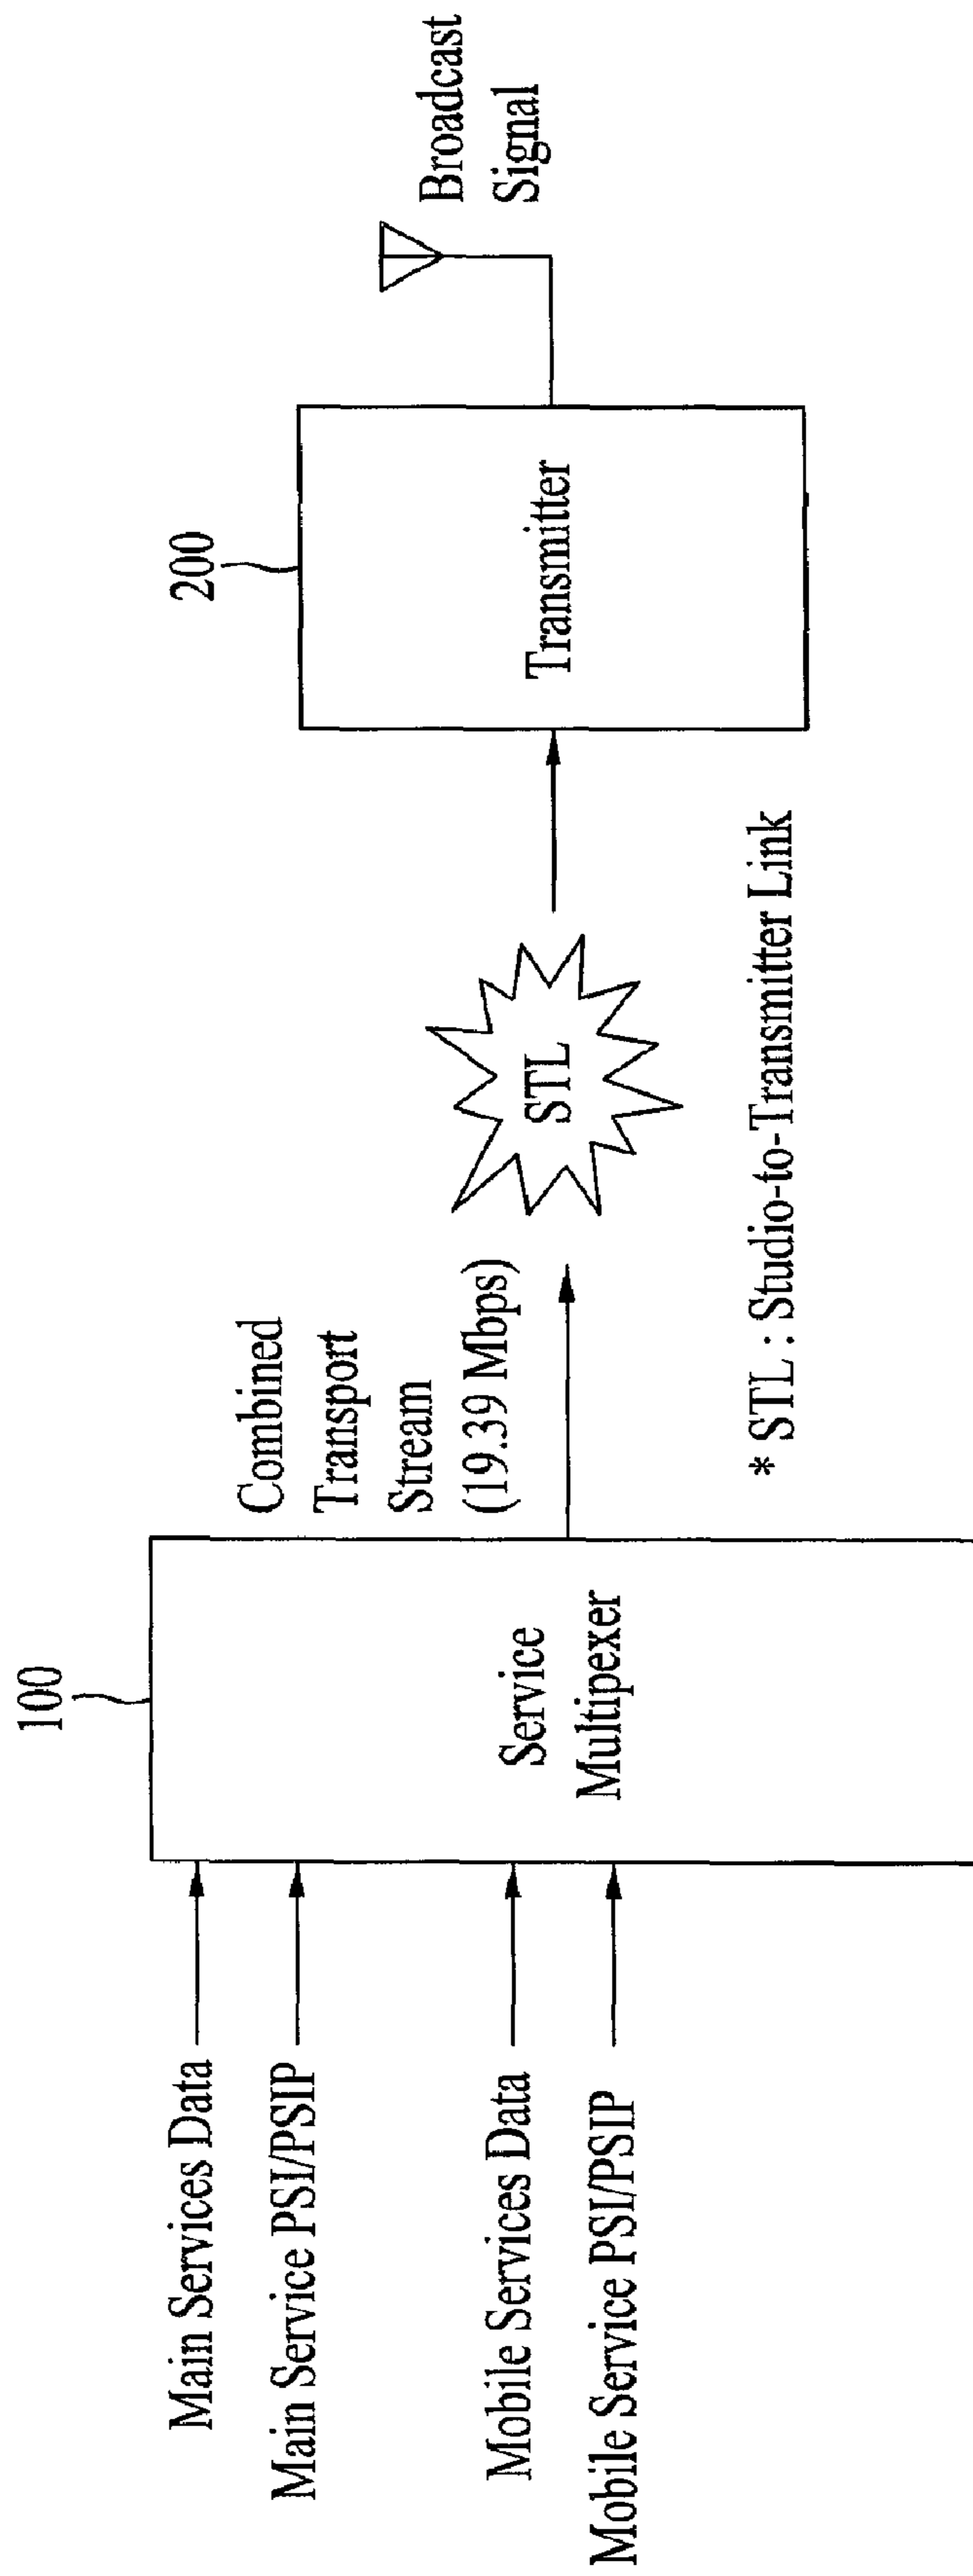 Main Services Data
Main Service PSI/PSIP
Mobile Services Data
Mobile Service PSI/PSIP
100
Service
Multipexer
Combined
Transport
Stream
(19.39 Mbps)
STL
200
Transmitter
Broadcast
Signal
* STL : Studio-to-Transmitter Link